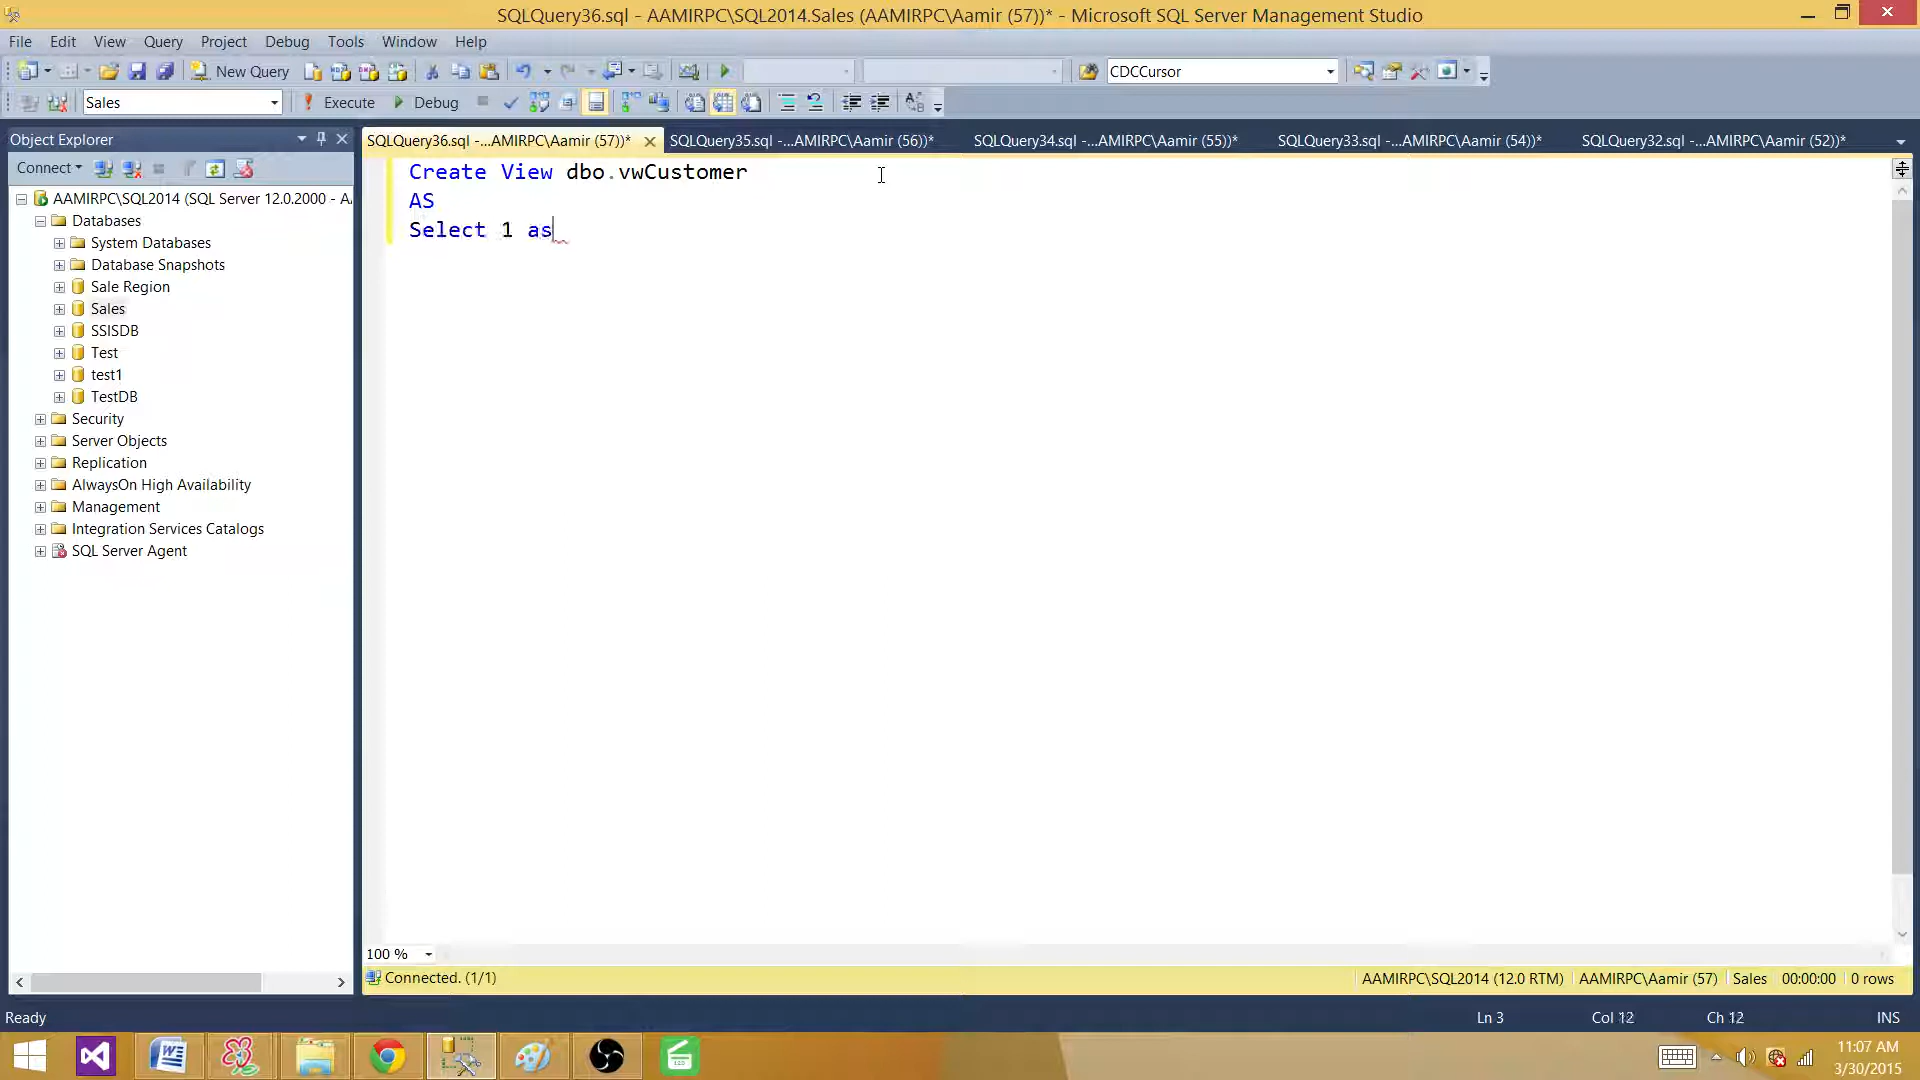 SQLQuery36.sql - AAMIRPC\SQL2014.Sales (AAMIRPC\Aamir (57))* - Microsoft SQL Server Management Studio
File Edit View Query Project Debug Tools Window Help
New Query CDCCursor
Sales Execute Debug
Object Explorer
SQLQuery36.sql -...AMIRPC\Aamir (57))* SQLQuery35.sql -...AMIRPC\Aamir (56))* SQLQuery34.sql -...AMIRPC\Aamir (55))* SQLQuery33.sql -...AMIRPC\Aamir (54))* SQLQuery32.sql -...AMIRPC\Aamir (52))*
Connect
AAMIRPC\SQL2014 (SQL Server 12.0.2000 - A
Databases
System Databases
Database Snapshots
Sale Region
Sales
SSISDB
Test
test1
TestDB
Security
Server Objects
Replication
AlwaysOn High Availability
Management
Integration Services Catalogs
SQL Server Agent
Create View dbo.vwCustomer
AS
Select 1 as
100 %
Connected. (1/1) AAMIRPC\SQL2014 (12.0 RTM) AAMIRPC\Aamir (57) Sales 00:00:00 0 rows
Ready Ln 3 Col 12 Ch 12 INS
11:07 AM
3/30/2015